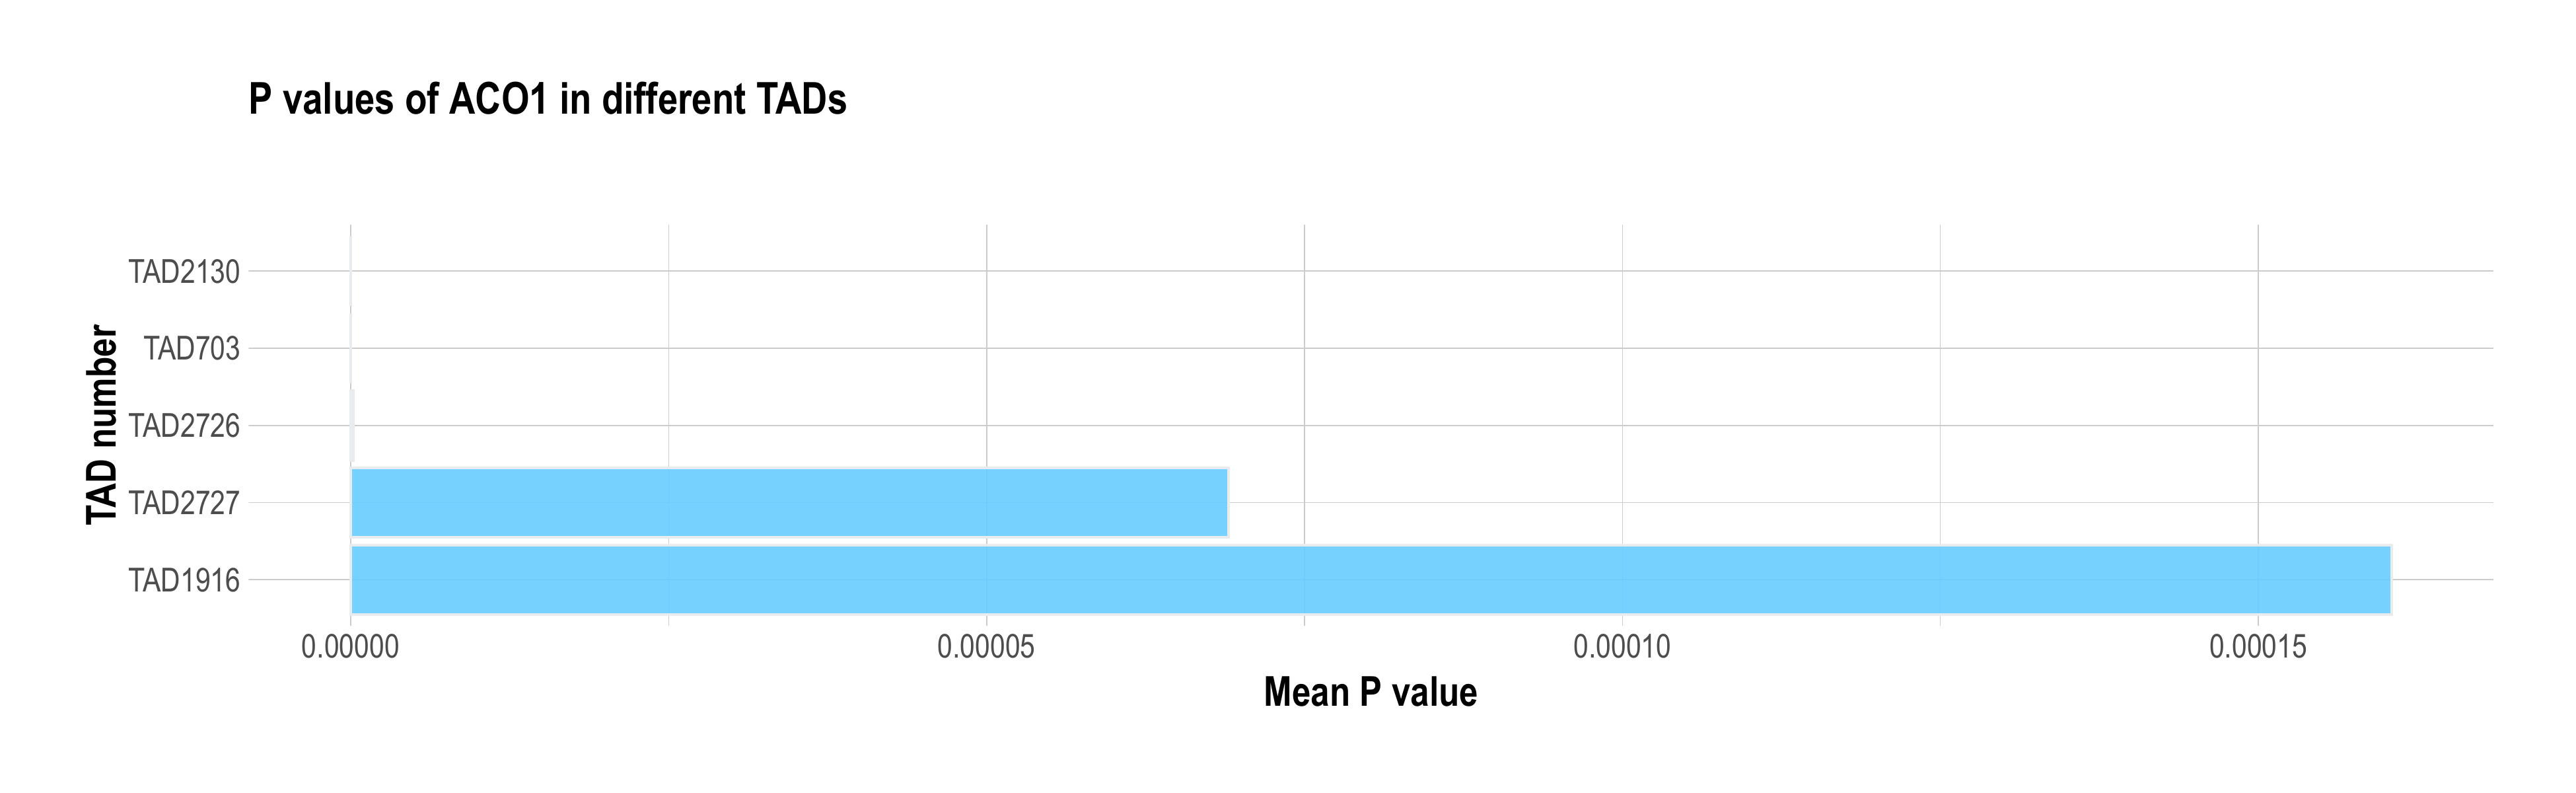 P values of ACO1 in different TADs
TAD number
TAD2130
TAD703
TAD2726
TAD2727
TAD1916
0.00000 0.00005 0.00010 0.00015
Mean P value